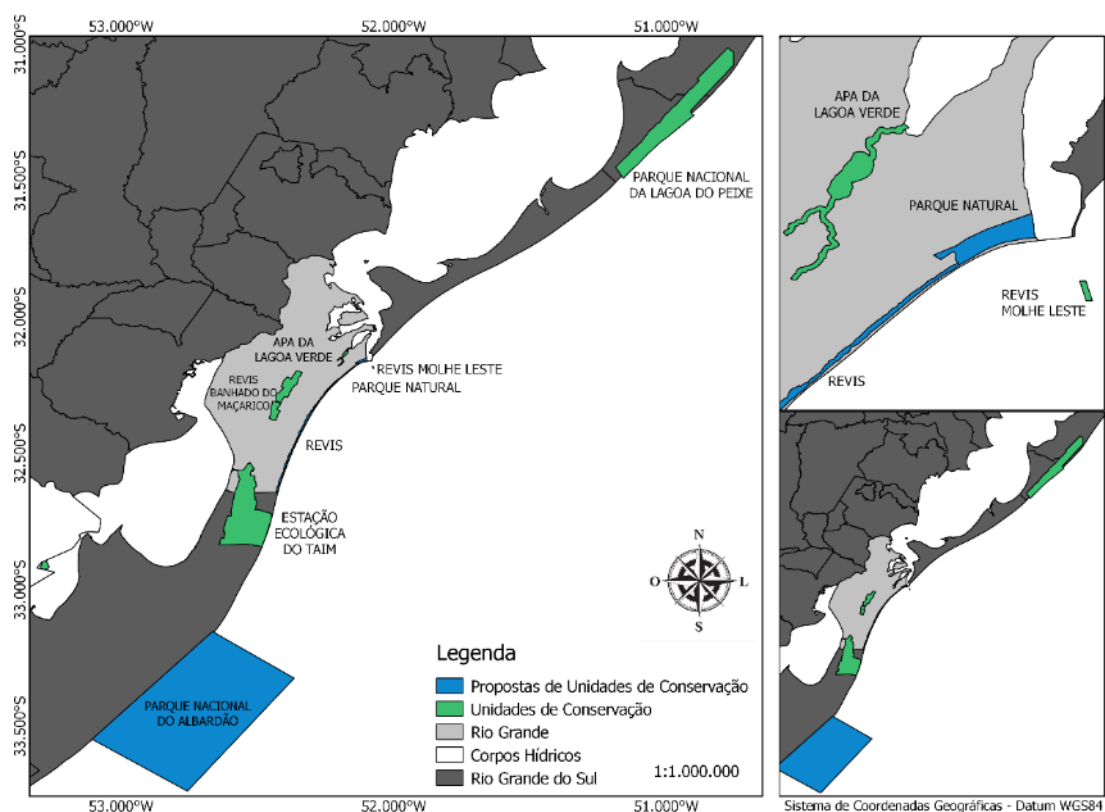 53.000°W
52.000°W
51.000°W
31.000°S
31.500°S
32.000°S
32.500°S
33.000°S
33.500°S
PARQUE NACIONAL
DA LAGOA DO PEIXE
APA DA
LAGOA VERDE
REVIS MOLHE LESTE
PARQUE NATURAL
REVIS
BANHADO DO
MAÇARICO
REVIS
ESTAÇÃO
ECOLÓGICA
DO TAIM
PARQUE NACIONAL
DO ALBARDÃO
N
O
L
S
Legenda
Propostas de Unidades de Conservação
Unidades de Conservação
Rio Grande
Corpos Hídricos
Rio Grande do Sul
1:1.000.000
53.000°W
52.000°W
51.000°W
APA DA
LAGOA VERDE
PARQUE NATURAL
REVIS
MOLHE LESTE
REVIS
Sistema de Coordenadas Geográficas - Datum WGS84